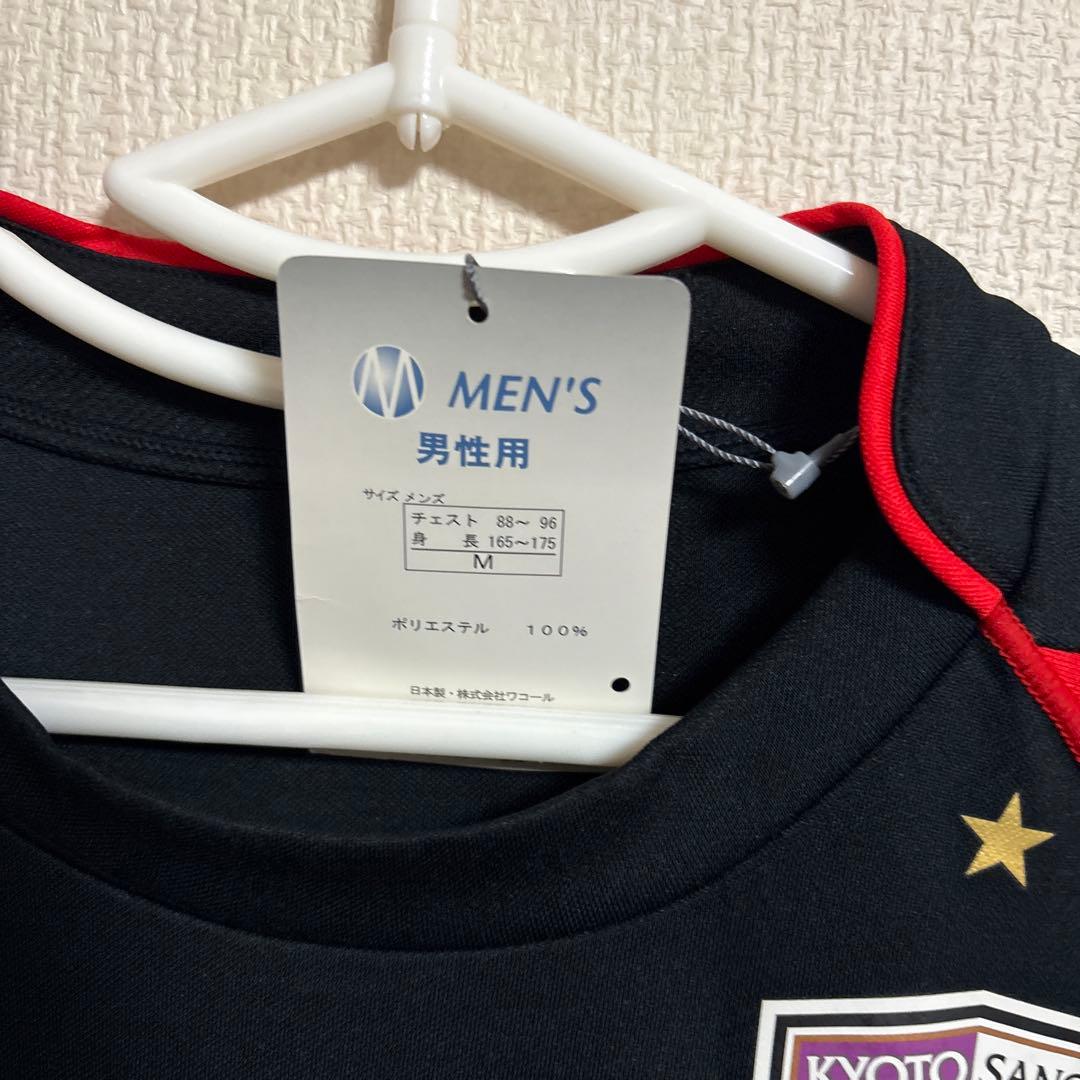 M MEN'S
男性用
サイズ メンズ
チェスト 88～ 96
身 長 165～175
M
ポリエステル 100%
日本製・株式会社ワコール
KYOTO SANG